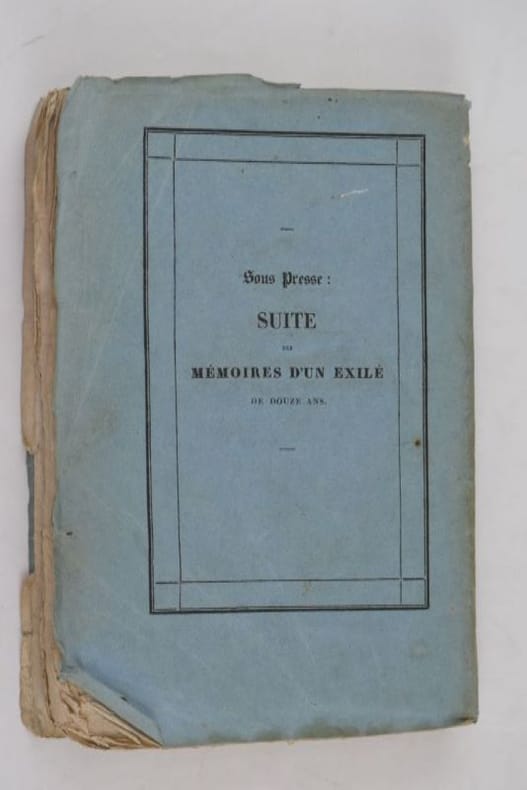 Sous Presse :
SUITE
DES
MÉMOIRES D'UN EXILÉ
DE DOUZE ANS.